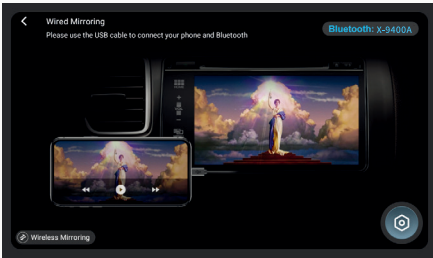 Wired Mirroring
Please use the USB cable to connect your phone and Bluetooth
Bluetooth: X-9400A
Wireless Mirroring